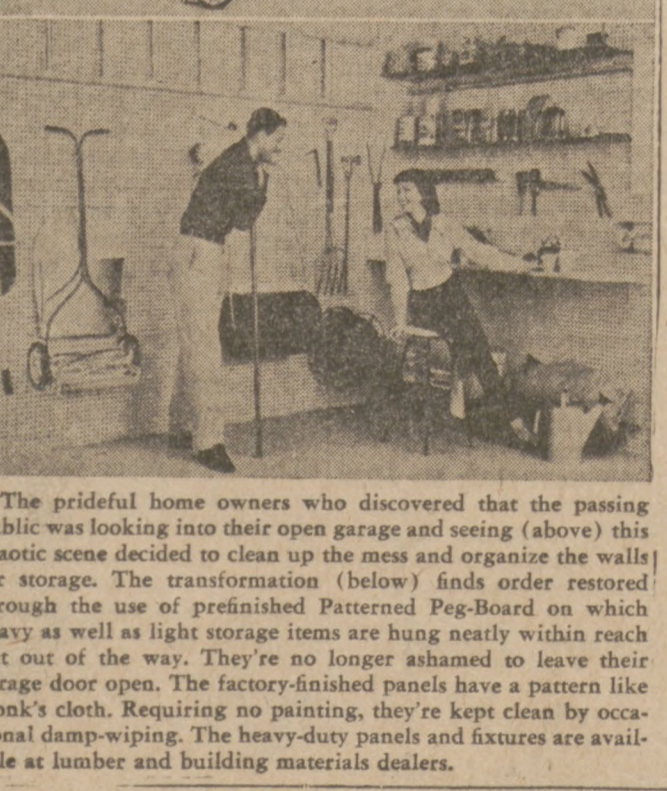 The prideful home owners who discovered that the passing
blic was looking into their open garage and seeing (above) this
aotic scene decided to clean up the mess and organize the walls
r storage. The transformation (below) finds order restored
rough the use of prefinished Patterned Peg-Board on which
avy as well as light storage items are hung neatly within reach
t out of the way. They're no longer ashamed to leave their
rage door open. The factory-finished panels have a pattern like
onk's cloth. Requiring no painting, they're kept clean by occa-
onal damp-wiping. The heavy-duty panels and fixtures are avail-
le at lumber and building materials dealers.